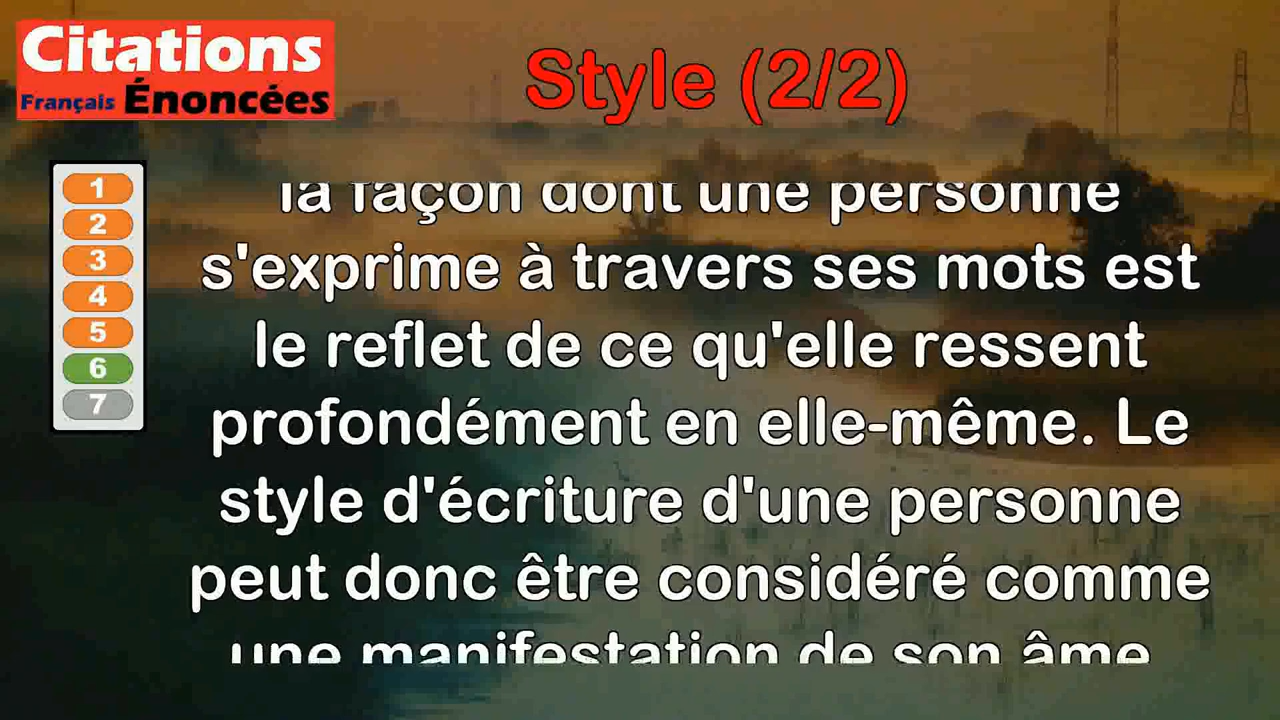 Citations
Français Énoncées
Style (2/2)
1
2
3
4
5
6
7
la façon dont une personne
s'exprime à travers ses mots est
le reflet de ce qu'elle ressent
profondément en elle-même. Le
style d'écriture d'une personne
peut donc être considéré comme
une manifestation de son âme